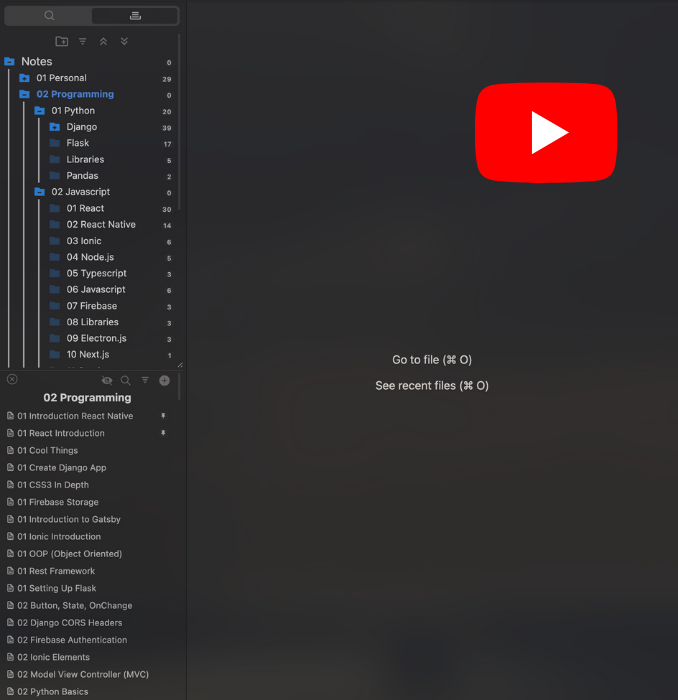 Notes 0
01 Personal 29
02 Programming 0
01 Python 20
Django 39
Flask 17
Libraries 5
Pandas 2
02 Javascript 0
01 React 30
02 React Native 14
03 Ionic 6
04 Node.js 5
05 Typescript 3
06 Javascript 6
07 Firebase 3
08 Libraries 3
09 Electron.js 3
10 Next.js 1
02 Programming
01 Introduction React Native
01 React Introduction
01 Cool Things
01 Create Django App
01 CSS3 In Depth
01 Firebase Storage
01 Introduction to Gatsby
01 Ionic Introduction
01 OOP (Object Oriented)
01 Rest Framework
01 Setting Up Flask
02 Button, State, OnChange
02 Django CORS Headers
02 Firebase Authentication
02 Ionic Elements
02 Model View Controller (MVC)
02 Python Basics
Go to file (⌘ O)
See recent files (⌘ O)